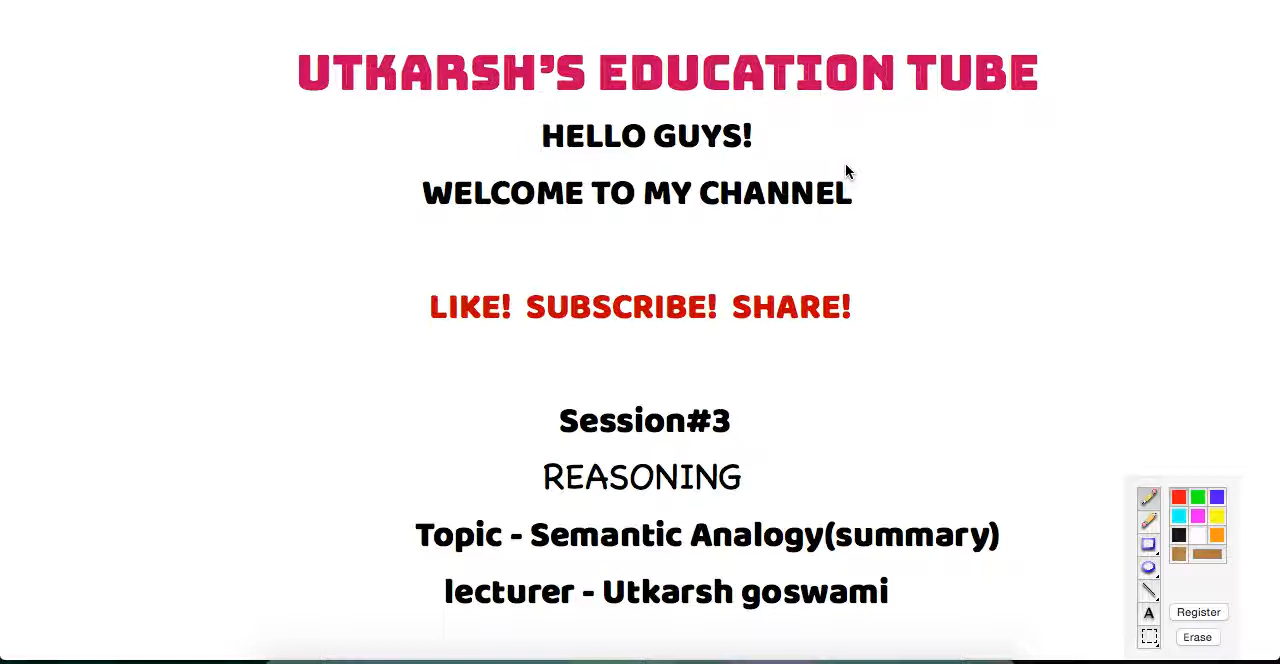 UTKARSH'S EDUCATION TUBE
HELLO GUYS!
WELCOME TO MY CHANNEL
LIKE! SUBSCRIBE! SHARE!
Session#3
REASONING
Topic - Semantic Analogy(summary)
lecturer - Utkarsh goswami
A
Register
Erase